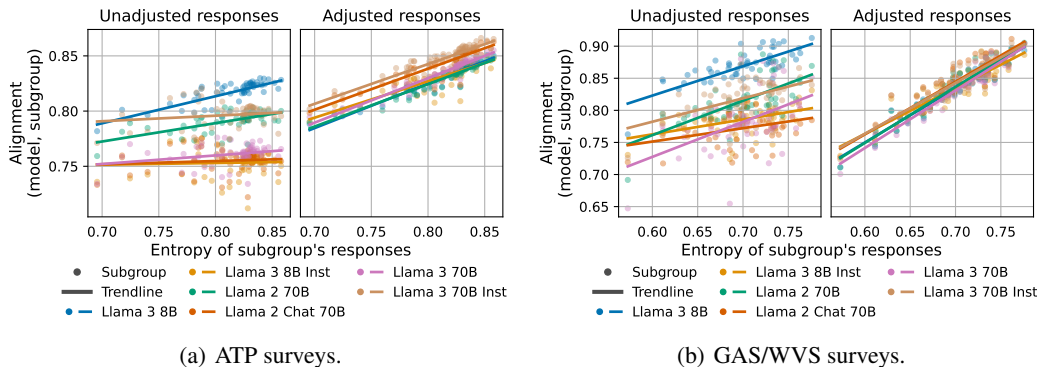 Unadjusted responses Adjusted responses
0.85
0.80
0.75
Alignment
(model, subgroup)
0.70 0.75 0.80 0.85 0.70 0.75 0.80 0.85
Entropy of subgroup's responses
Subgroup Llama 3 8B Inst Llama 3 70B
Trendline Llama 2 70B Llama 3 70B Inst
Llama 3 8B Llama 2 Chat 70B
(a) ATP surveys.
Unadjusted responses Adjusted responses
0.90
0.85
0.80
0.75
0.70
0.65
Alignment
(model, subgroup)
0.60 0.65 0.70 0.75 0.60 0.65 0.70 0.75
Entropy of subgroup's responses
Subgroup Llama 3 8B Inst Llama 3 70B
Trendline Llama 2 70B Llama 3 70B Inst
Llama 3 8B Llama 2 Chat 70B
(b) GAS/WVS surveys.